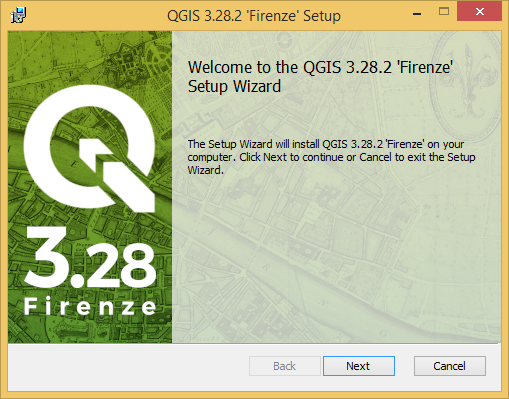 QGIS 3.28.2 'Firenze' Setup
Welcome to the QGIS 3.28.2 'Firenze'
Setup Wizard
The Setup Wizard will install QGIS 3.28.2 'Firenze' on your
computer. Click Next to continue or Cancel to exit the Setup
Wizard.
3.28
Firenze
Back
Next
Cancel